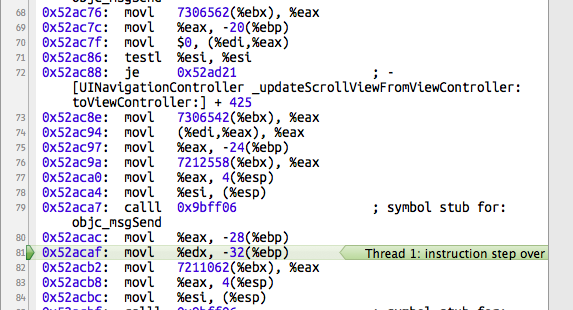 objc_msgSend
68 0x52ac76: movl 7306562(%ebx), %eax
69 0x52ac7c: movl %eax, -20(%ebp)
70 0x52ac7f: movl $0, (%edi,%eax)
71 0x52ac86: testl %esi, %esi
72 0x52ac88: je 0x52ad21 ; -
[UINavigationController _updateScrollViewFromViewController:
toViewController:] + 425
73 0x52ac8e: movl 7306542(%ebx), %eax
74 0x52ac94: movl (%edi,%eax), %eax
75 0x52ac97: movl %eax, -24(%ebp)
76 0x52ac9a: movl 7212558(%ebx), %eax
77 0x52aca0: movl %eax, 4(%esp)
78 0x52aca4: movl %esi, (%esp)
79 0x52aca7: calll 0x9bff06 ; symbol stub for:
objc_msgSend
80 0x52acac: movl %eax, -28(%ebp)
81 0x52acaf: movl %edx, -32(%ebp) Thread 1: instruction step over
82 0x52acb2: movl 7211062(%ebx), %eax
83 0x52acb8: movl %eax, 4(%esp)
84 0x52acbc: movl %esi, (%esp)